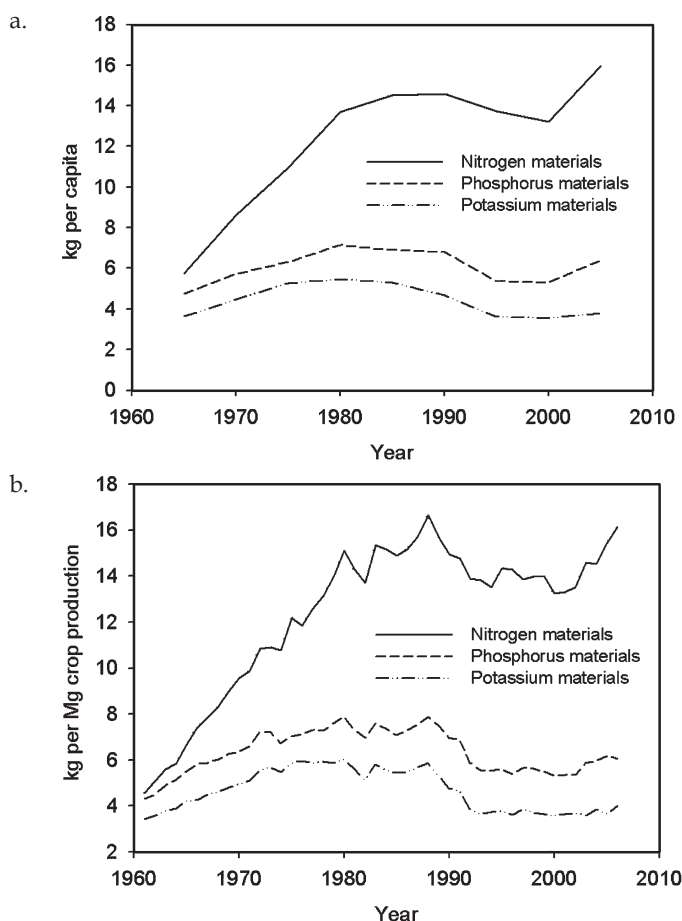 a.
18
16
14
12
10
8
6
4
2
0
kg per capita
Nitrogen materials
Phosphorus materials
Potassium materials
1960 1970 1980 1990 2000 2010
Year
b.
18
16
14
12
10
8
6
4
2
kg per Mg crop production
Nitrogen materials
Phosphorus materials
Potassium materials
1960 1970 1980 1990 2000 2010
Year